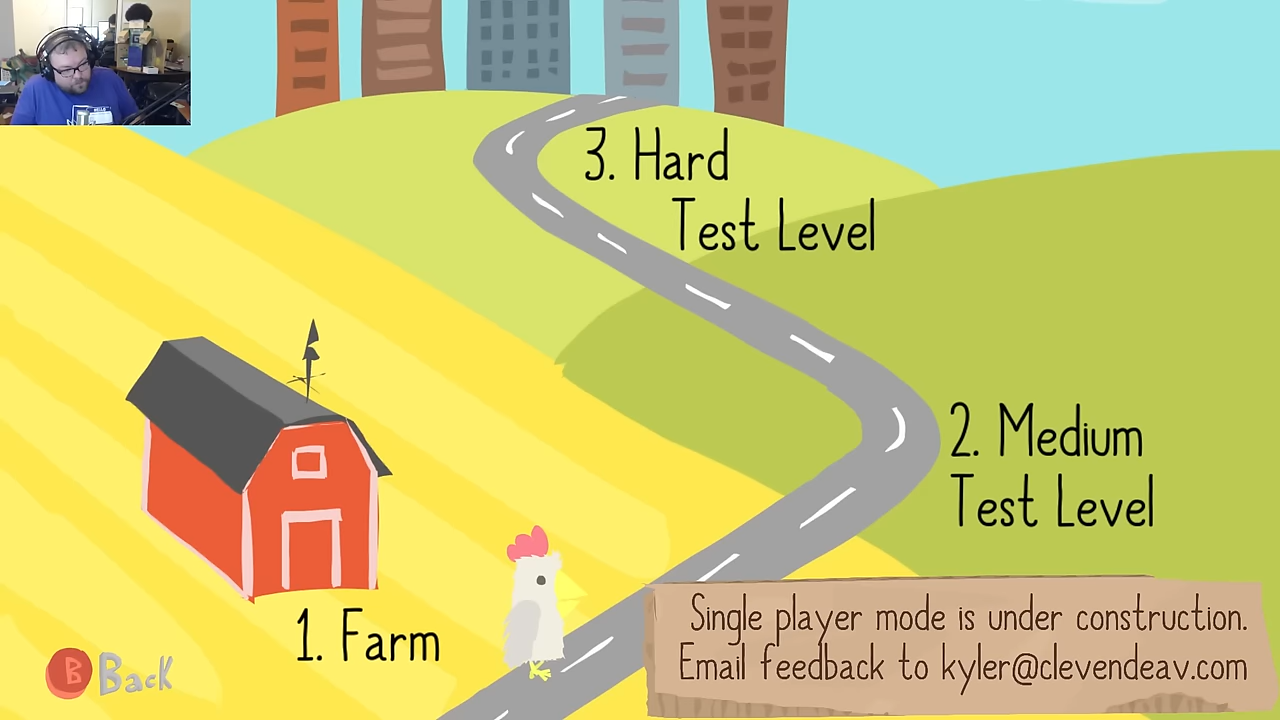 3. Hard
Test Level
2. Medium
Test Level
Single player mode is under construction.
Email feedback to kyler@clevendeav.com
1. Farm
B Back